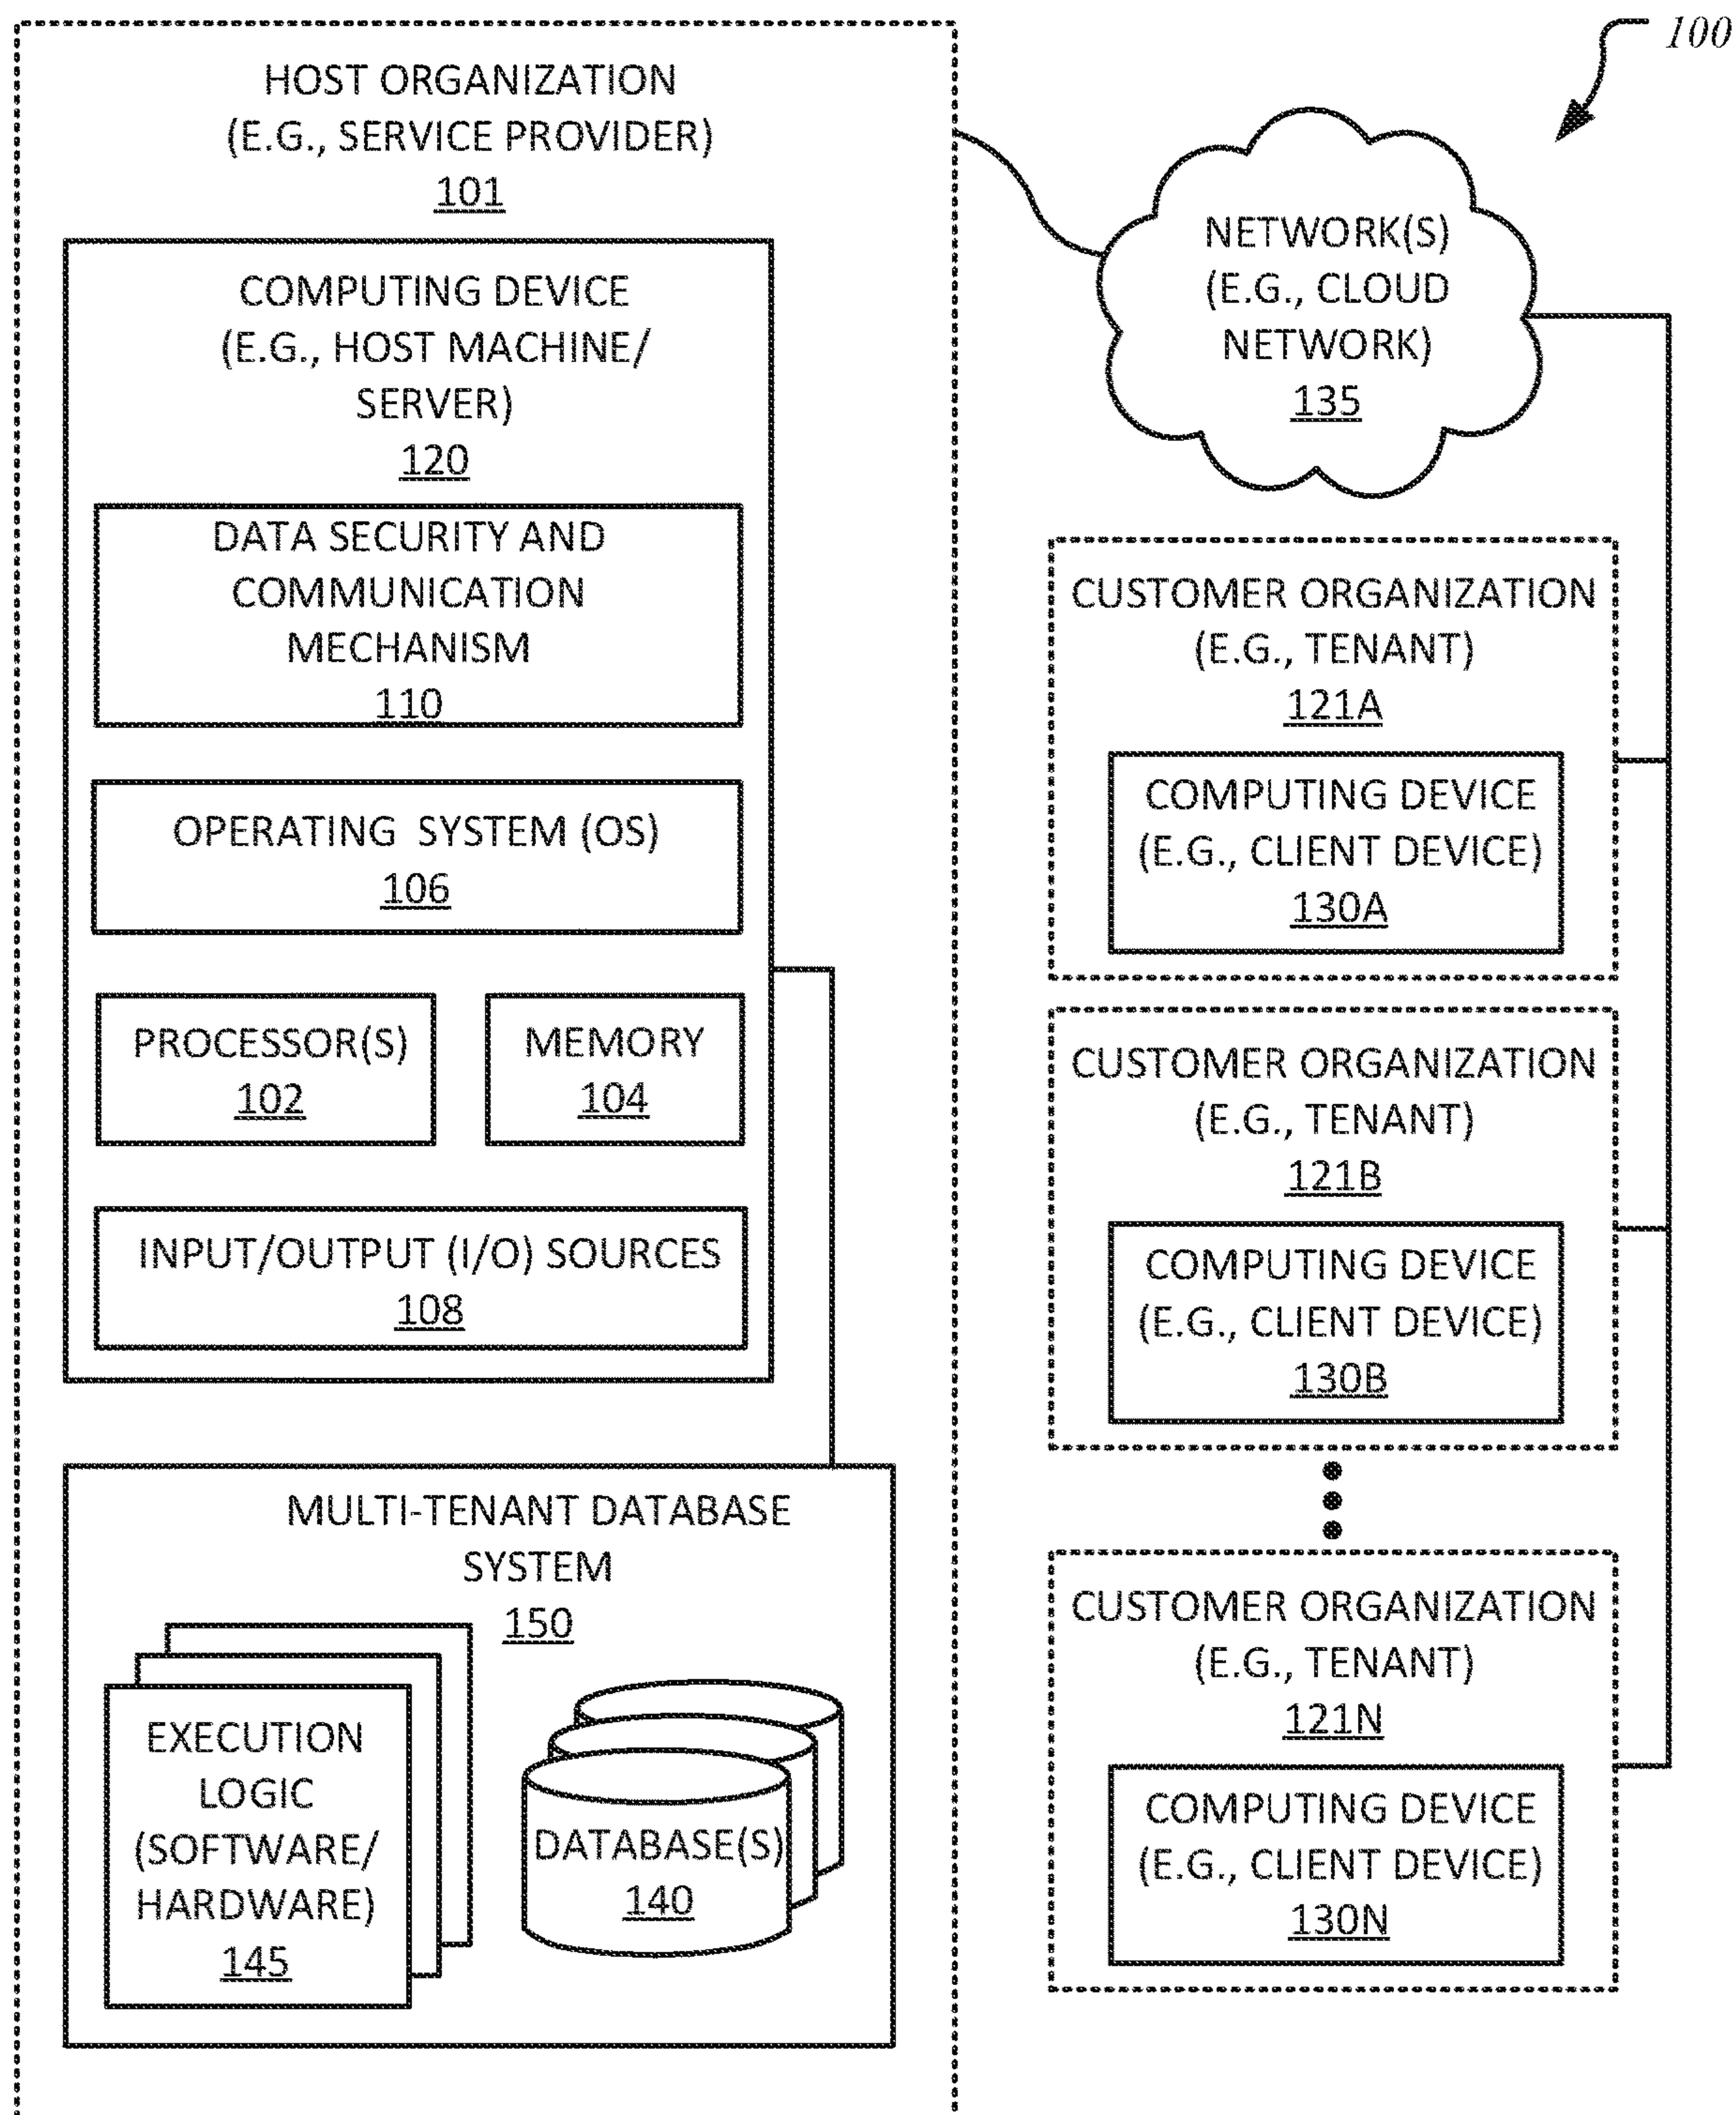 100
HOST ORGANIZATION
(E.G., SERVICE PROVIDER)
101
COMPUTING DEVICE
(E.G., HOST MACHINE/
SERVER)
120
DATA SECURITY AND
COMMUNICATION
MECHANISM
110
OPERATING SYSTEM (OS)
106
PROCESSOR(S)
102
MEMORY
104
INPUT/OUTPUT (I/O) SOURCES
108
MULTI-TENANT DATABASE
SYSTEM
150
EXECUTION
LOGIC
(SOFTWARE/
HARDWARE)
145
DATABASE(S)
140
NETWORK(S)
(E.G., CLOUD
NETWORK)
135
CUSTOMER ORGANIZATION
(E.G., TENANT)
121A
COMPUTING DEVICE
(E.G., CLIENT DEVICE)
130A
CUSTOMER ORGANIZATION
(E.G., TENANT)
121B
COMPUTING DEVICE
(E.G., CLIENT DEVICE)
130B
CUSTOMER ORGANIZATION
(E.G., TENANT)
121N
COMPUTING DEVICE
(E.G., CLIENT DEVICE)
130N